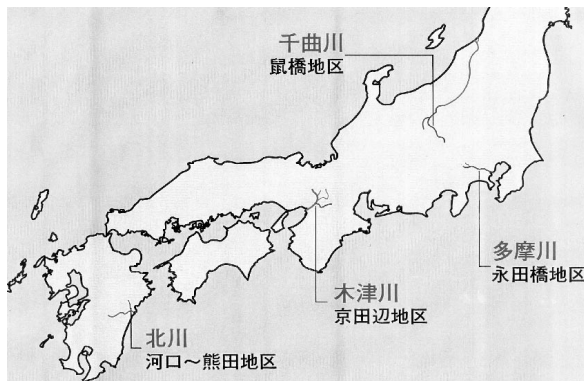 千曲川
鼠橋地区
多摩川
永田橋地区
木津川
京田辺地区
北川
河口～熊田地区